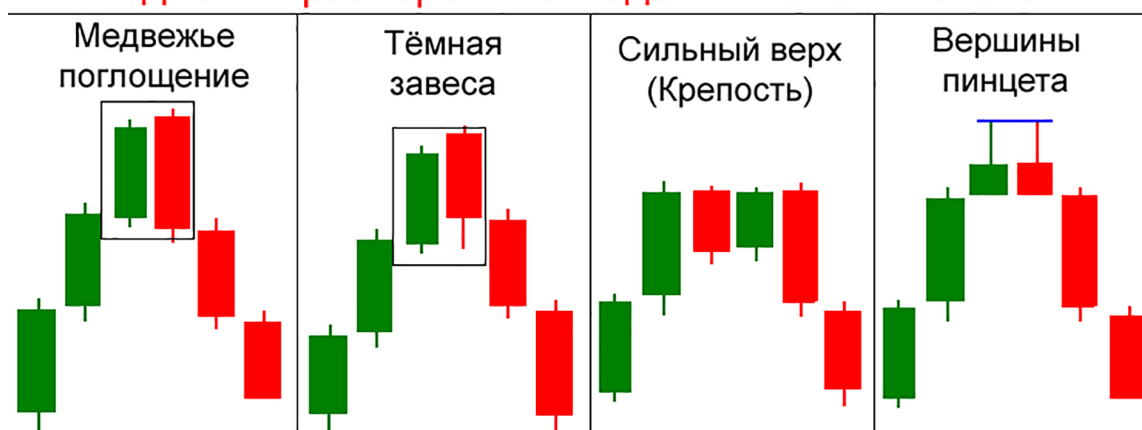 Медвежье
поглощение
Тёмная
завеса
Сильный верх
(Крепость)
Вершины
пинцета